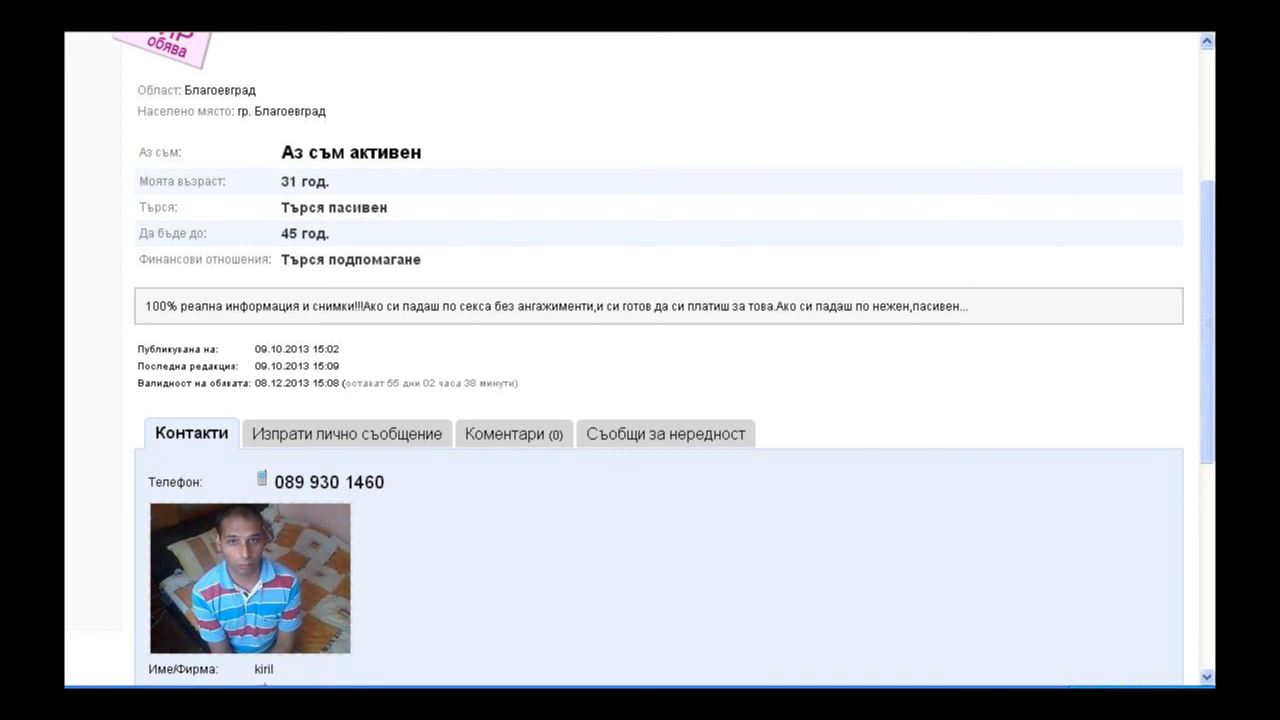 обява
Област: Благоевград
Населено място: гр. Благоевград
Аз съм: Аз съм активен
Моята възраст: 31 год.
Търся: Търся пасивен
Да бъде до: 45 год.
Финансови отношения: Търся подпомагане
100% реална информация и снимки!!!Ако си падаш по секса без ангажименти,и си готов да си платиш за това.Ако си падаш по нежен,пасивен...
Публикувана на: 09.10.2013 15:02
Последна редакция: 09.10.2013 15:09
Валидност на обявата: 08.12.2013 15:08 (остават 55 дни 02 часа 38 минути)
Контакти Изпрати лично съобщение Коментари (0) Съобщи за нередност
Телефон: 089 930 1460
Име/Фирма: kiril